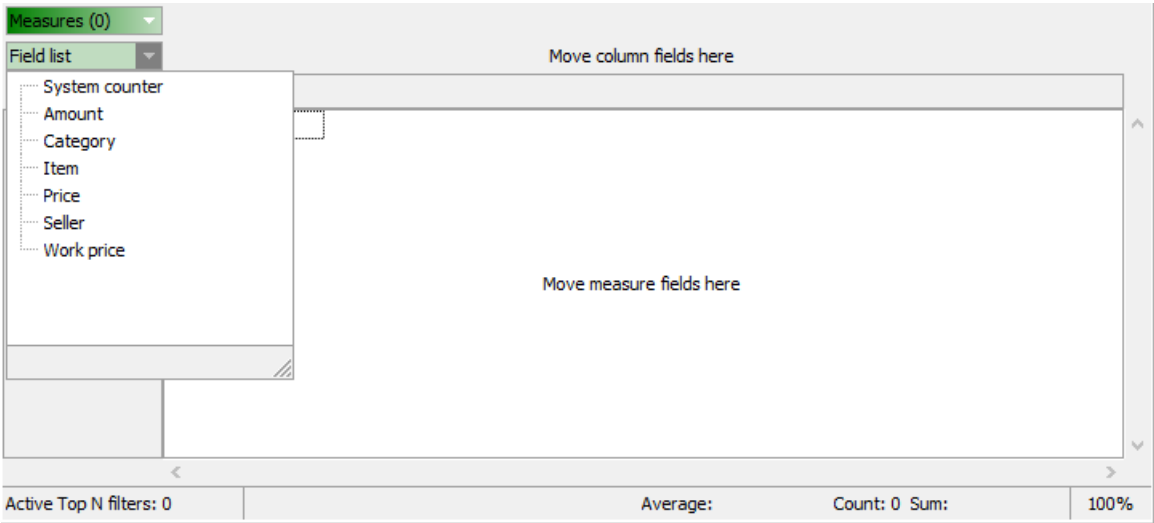 Measures (0)
Field list
Move column fields here
System counter
Amount
Category
Item
Price
Seller
Work price
Move measure fields here
Active Top N filters: 0
Average:
Count: 0 Sum:
100%